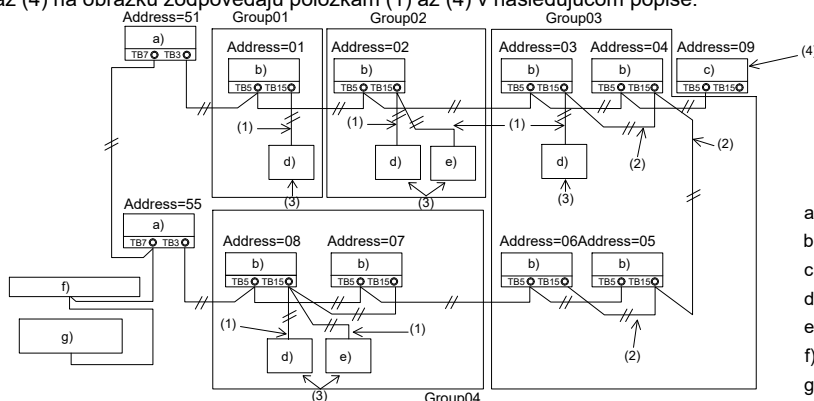 až (4) na obrázku zodpovedajú položkám (1) až (4) v nasledujúcom popise.
Address=51 Group01 Group02 Group03
a)
TB7 TB3
Address=01 Address=02 Address=03 Address=04 Address=09
b) b) b) b) c) (4)
TB5 TB15 TB5 TB15 TB5 TB15 TB5 TB15 TB5 TB15
(1) (1) (1) (2) (2)
d) d) e) d)
(3) (3) (3)
Address=55
a)
TB7 TB3
Address=08 Address=07 Address=06 Address=05
b) b) b) b)
TB5 TB15 TB5 TB15 TB5 TB15 TB5 TB15
f)
g)
(1) (1) (2)
d) e)
(3) Group04
a
b
c
d
e
f)
g